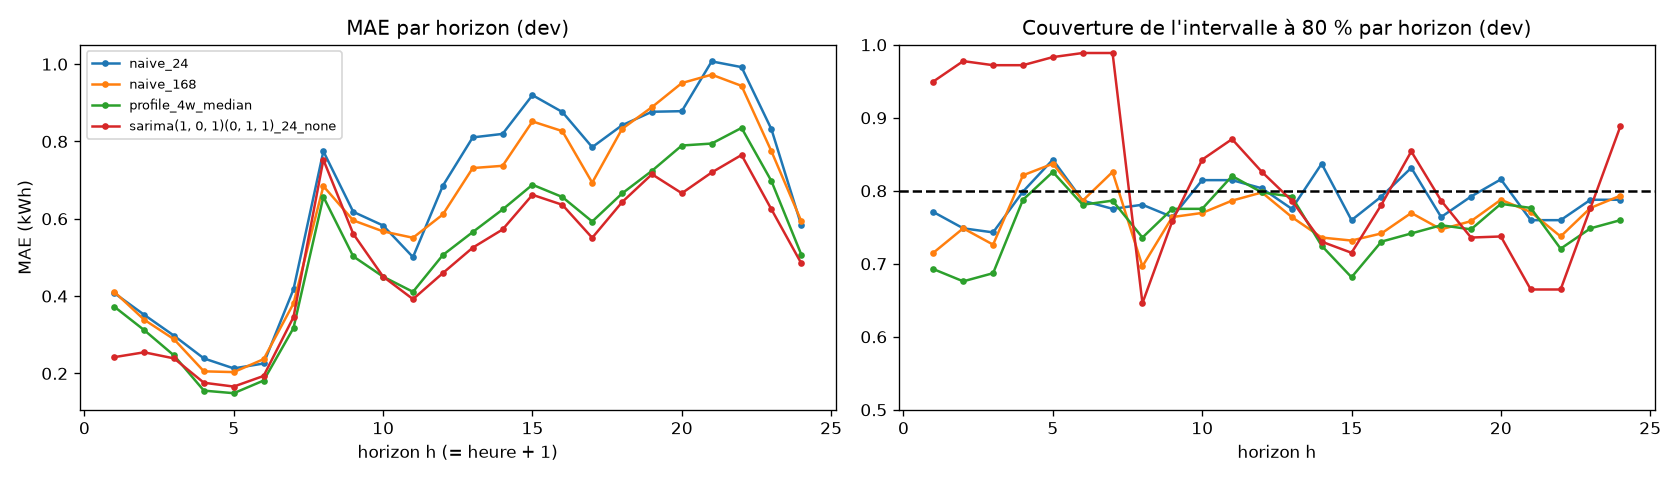 MAE par horizon (dev)
MAE (kWh)
1.0
0.8
0.6
0.4
0.2
naive_24
naive_168
profile_4w_median
sarima(1, 0, 1)(0, 1, 1)_24_none
0 5 10 15 20 25
horizon h (= heure + 1)
Couverture de l'intervalle à 80 % par horizon (dev)
1.0
0.9
0.8
0.7
0.6
0.5
0 5 10 15 20 25
horizon h